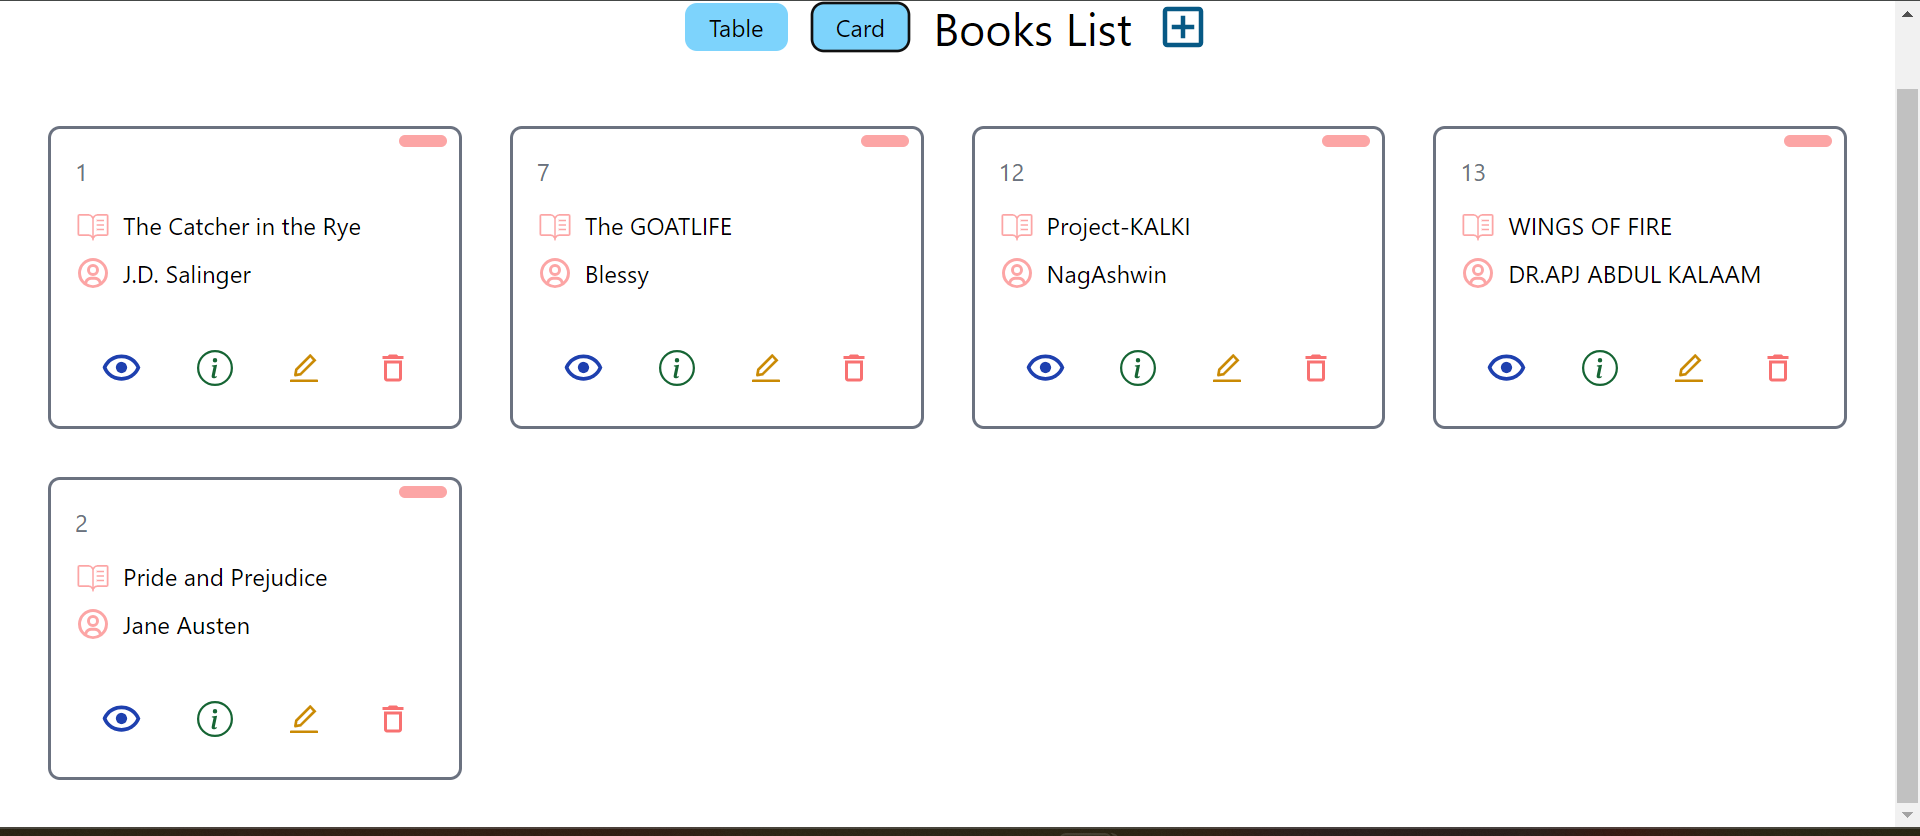 Table Card Books List
1
The Catcher in the Rye
J.D. Salinger
7
The GOATLIFE
Blessy
12
Project-KALKI
NagAshwin
13
WINGS OF FIRE
DR.APJ ABDUL KALAAM
2
Pride and Prejudice
Jane Austen